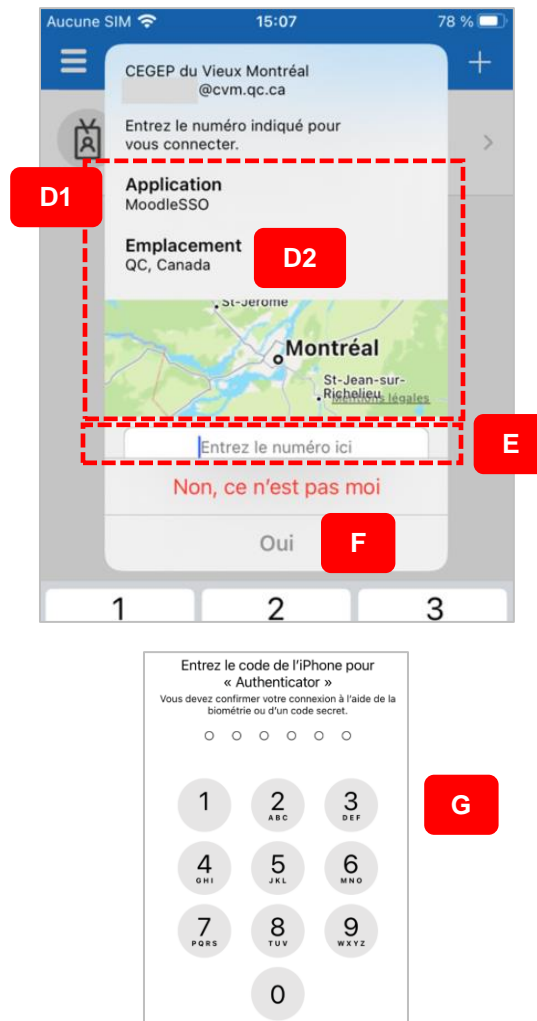 Aucune SIM 15:07 78 %
CEGEP du Vieux Montréal
@cvm.qc.ca
Entrez le numéro indiqué pour
vous connecter.
D1
Application
MoodleSSO
Emplacement
QC, Canada
D2
St-Jérôme
Montréal
St-Jean-sur-
Richelieu
Mentions légales
Entrez le numéro ici
E
Non, ce n'est pas moi
Oui
F
1 2 3
Entrez le code de l'iPhone pour
« Authenticator »
Vous devez confirmer votre connexion à l'aide de la
biométrie ou d'un code secret.
G
1 2 3
ABC DEF
4 5 6
GHI JKL MNO
7 8 9
PQRS TUV WXYZ
0